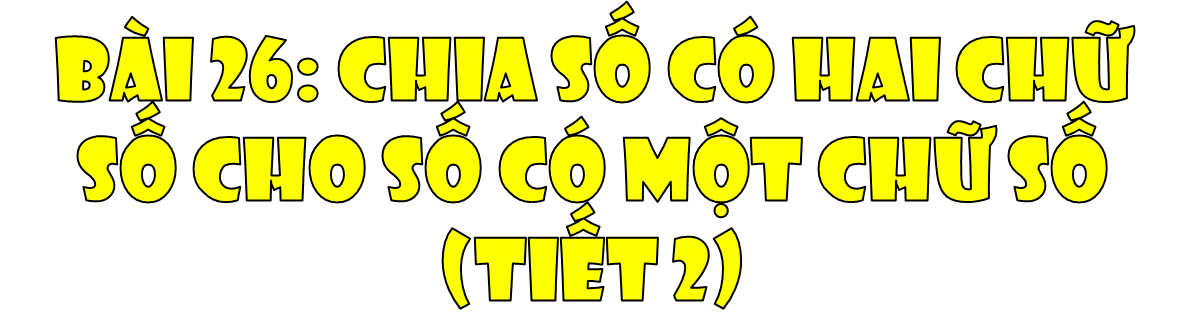 BÀI 26: CHIA SỐ CÓ HAI CHỮ
SỐ CHO SỐ CÓ MỘT CHỮ SỐ
(TIẾT 2)